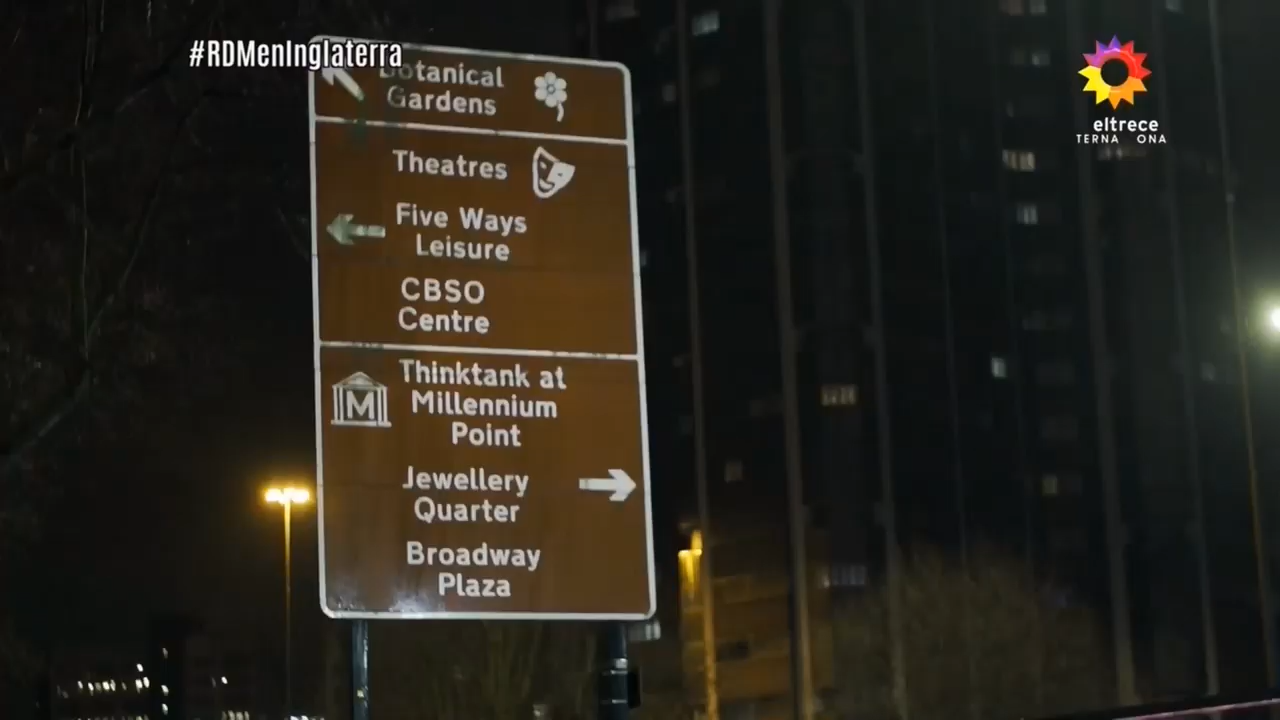 #RDMenInglaterra
Botanical
Gardens
Theatres
Five Ways
Leisure
CBSO
Centre
Thinktank at
M
Millennium
Point
Jewellery
Quarter
Broadway
Plaza
eltrece